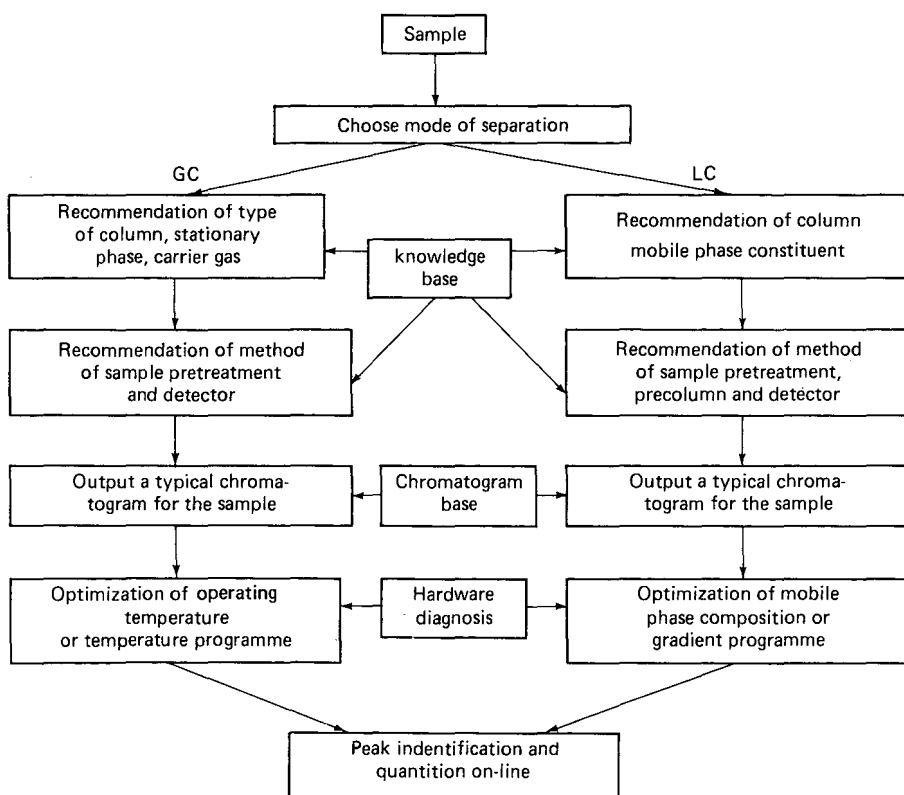 Sample
Choose mode of separation
GC
LC
Recommendation of type
of column, stationary
phase, carrier gas
knowledge
base
Recommendation of column
mobile phase constituent
Recommendation of method
of sample pretreatment
and detector
Recommendation of method
of sample pretreatment,
precolumn and detector
Output a typical chroma-
togram for the sample
Chromatogram
base
Output a typical chroma-
togram for the sample
Optimization of operating
temperature
or temperature programme
Hardware
diagnosis
Optimization of mobile
phase composition or
gradient programme
Peak indentification and
quantition on-line